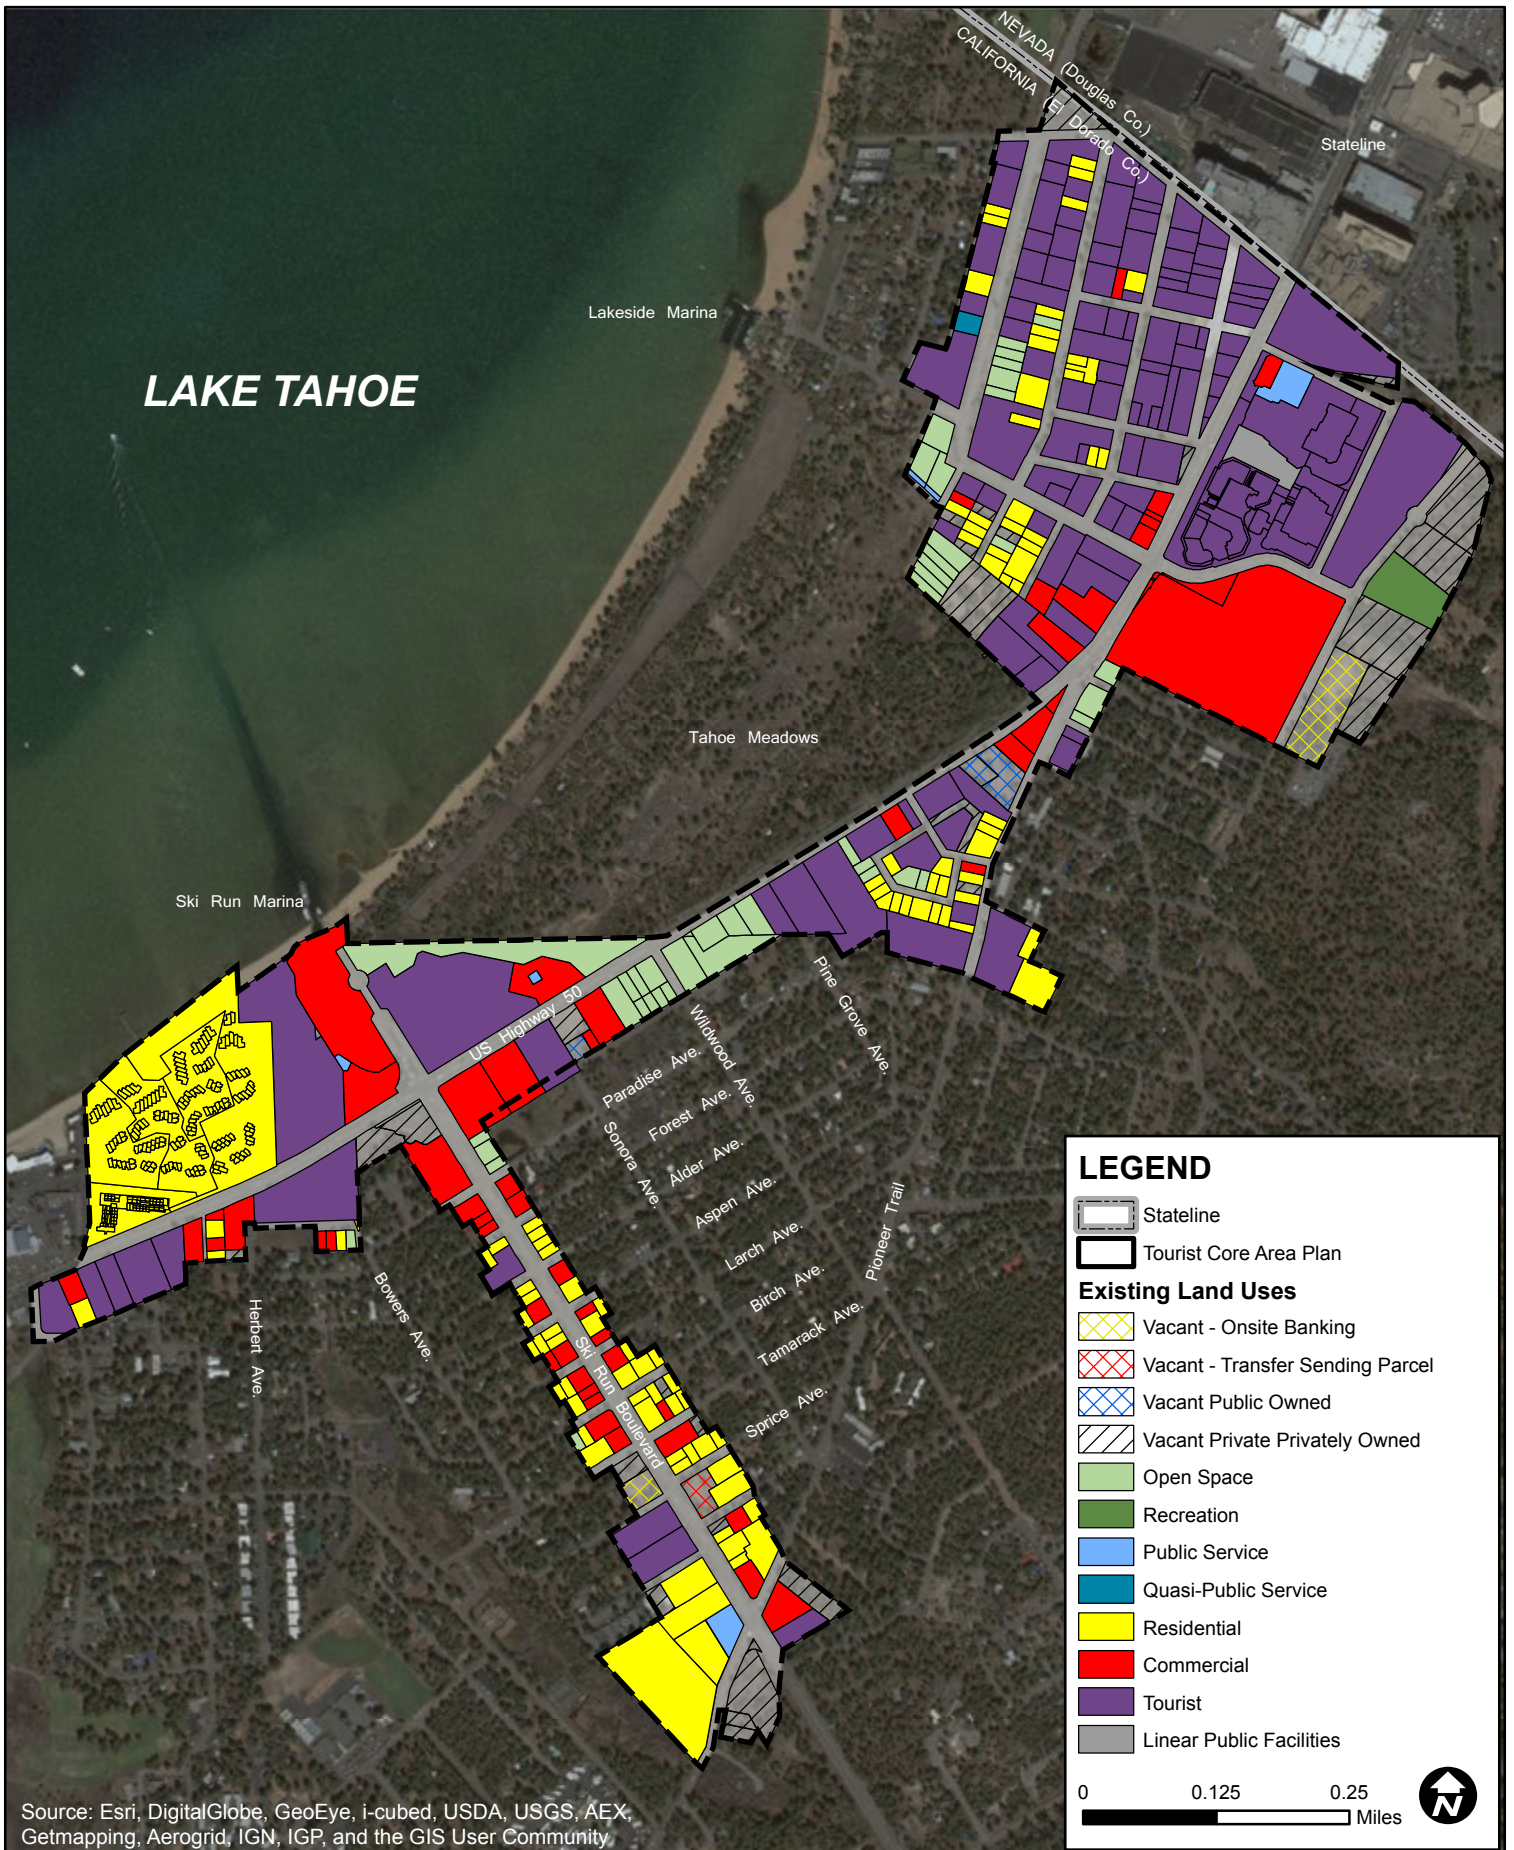 NEVADA (Douglas Co.)
CALIFORNIA (El Dorado Co.)
Stateline
Lakeside Marina
LAKE TAHOE
Tahoe Meadows
Ski Run Marina
US Highway 50
Pine Grove Ave.
Wildwood Ave.
Paradise Ave.
Forest Ave.
Sonora Ave.
Alder Ave.
Aspen Ave.
Pioneer Trail
Larch Ave.
Birch Ave.
Tamarack Ave.
Sprice Ave.
Herbert Ave.
Bowers Ave.
Ski Run Boulevard
LEGEND
Stateline
Tourist Core Area Plan
Existing Land Uses
Vacant - Onsite Banking
Vacant - Transfer Sending Parcel
Vacant Public Owned
Vacant Private Privately Owned
Open Space
Recreation
Public Service
Quasi-Public Service
Residential
Commercial
Tourist
Linear Public Facilities
0 0.125 0.25
Miles
N
Source: Esri, DigitalGlobe, GeoEye, i-cubed, USDA, USGS, AEX,
Getmapping, Aerogrid, IGN, IGP, and the GIS User Community